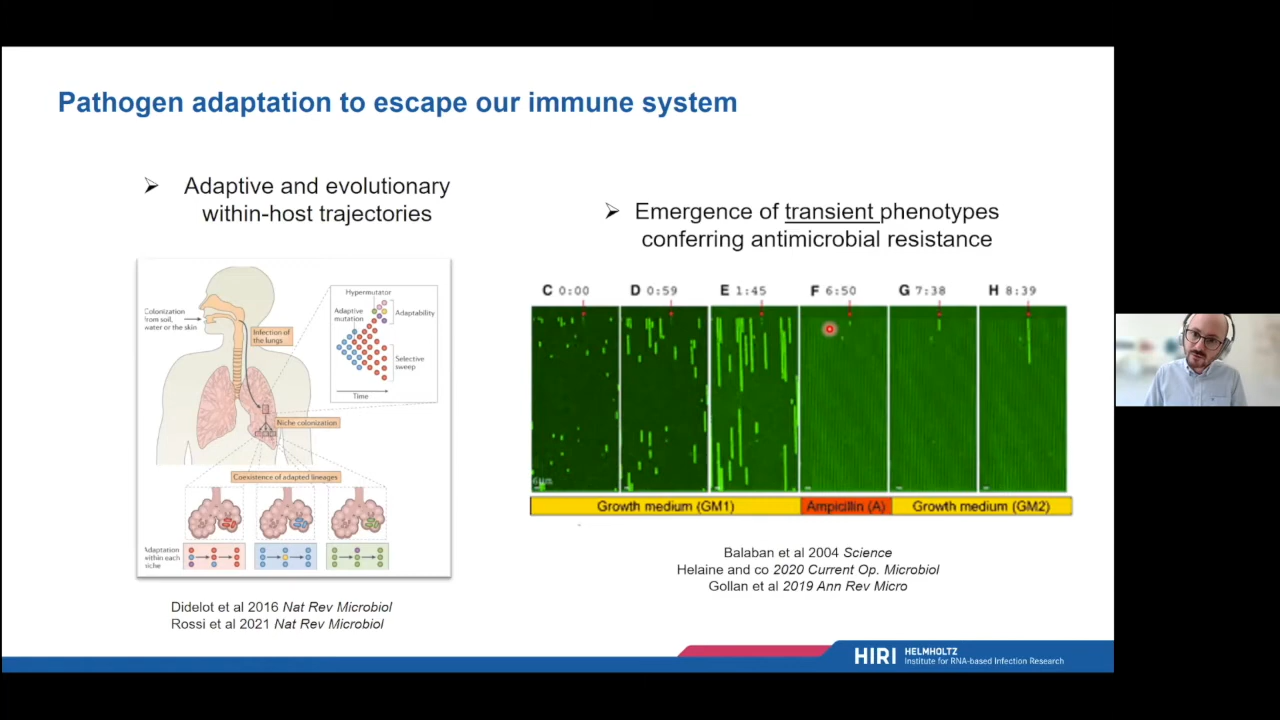 Pathogen adaptation to escape our immune system
Adaptive and evolutionary
within-host trajectories
Hypermutator
Adaptive
mutation
Adaptability
Selective
sweep
Time
Colonization
from soil,
water or the skin
Infection of
the lungs
Niche colonization
Coexistence of adapted lineages
Adaptation
within each
niche
Didelot et al 2016 Nat Rev Microbiol
Rossi et al 2021 Nat Rev Microbiol
Emergence of transient phenotypes
conferring antimicrobial resistance
C 0:00 D 0:59 E 1:45 F 6:50 G 7:38 H 8:39
Growth medium (GM1) Ampicillin (A) Growth medium (GM2)
Balaban et al 2004 Science
Helaine and co 2020 Current Op. Microbiol
Gollan et al 2019 Ann Rev Micro
HIRI HELMHOLTZ
Institute for RNA-based Infection Research